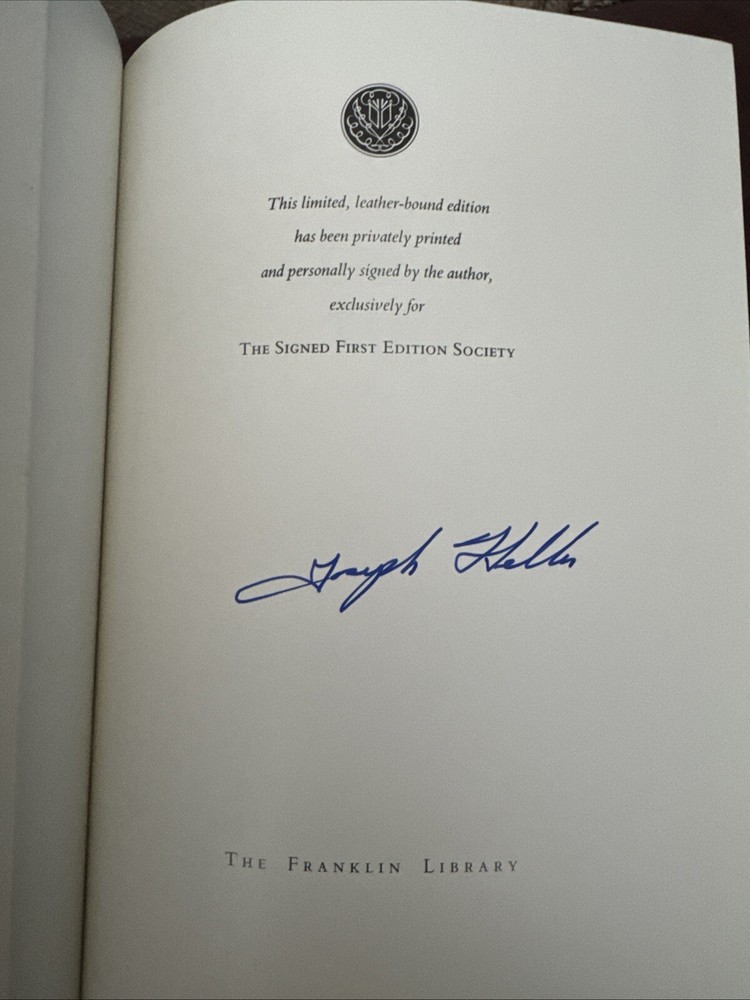 This limited, leather-bound edition
has been privately printed
and personally signed by the author,
exclusively for
THE SIGNED FIRST EDITION SOCIETY
Joseph Heller
THE FRANKLIN LIBRARY